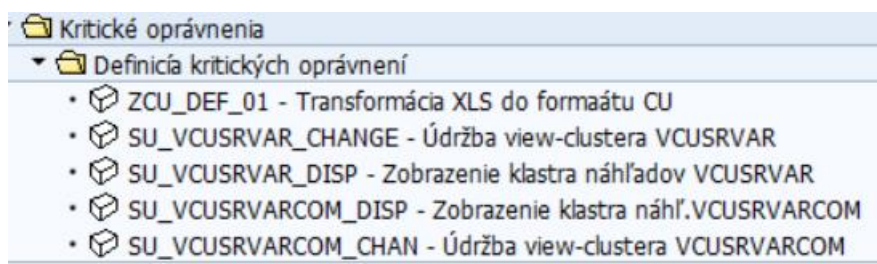 Kritické oprávnenia
Definicía kritických oprávnení
ZCU_DEF_01 - Transformácia XLS do formaátu CU
SU_VCUSRVAR_CHANGE - Údržba view-clustera VCUSRVAR
SU_VCUSRVAR_DISP - Zobrazenie klastra náhľadov VCUSRVAR
SU_VCUSRVARCOM_DISP - Zobrazenie klastra náhľ.VCUSRVARCOM
SU_VCUSRVARCOM_CHAN - Údržba view-clustera VCUSRVARCOM